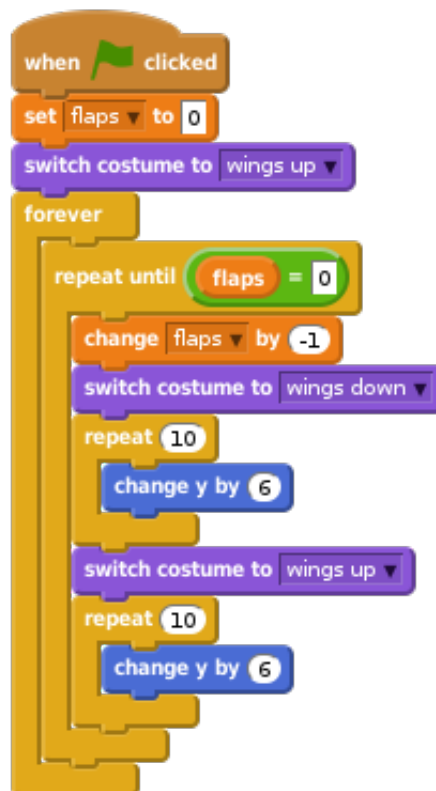 when clicked
set flaps to 0
switch costume to wings up
forever
repeat until flaps = 0
change flaps by -1
switch costume to wings down
repeat 10
change y by 6
switch costume to wings up
repeat 10
change y by 6